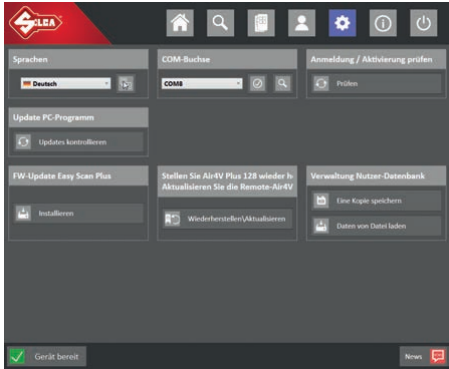 SILCA
Sprachen
COM-Buchse
Anmeldung / Aktivierung prüfen
Deutsch
COM8
Prüfen
Update PC-Programm
Updates kontrollieren
FW-Update Easy Scan Plus
Stellen Sie Air4V Plus 128 wieder h
Aktualisieren Sie die Remote-Air4V
Verwaltung Nutzer-Datenbank
Installieren
Wiederherstellen\Aktualisieren
Eine Kopie speichern
Daten von Datei laden
Gerät bereit
News